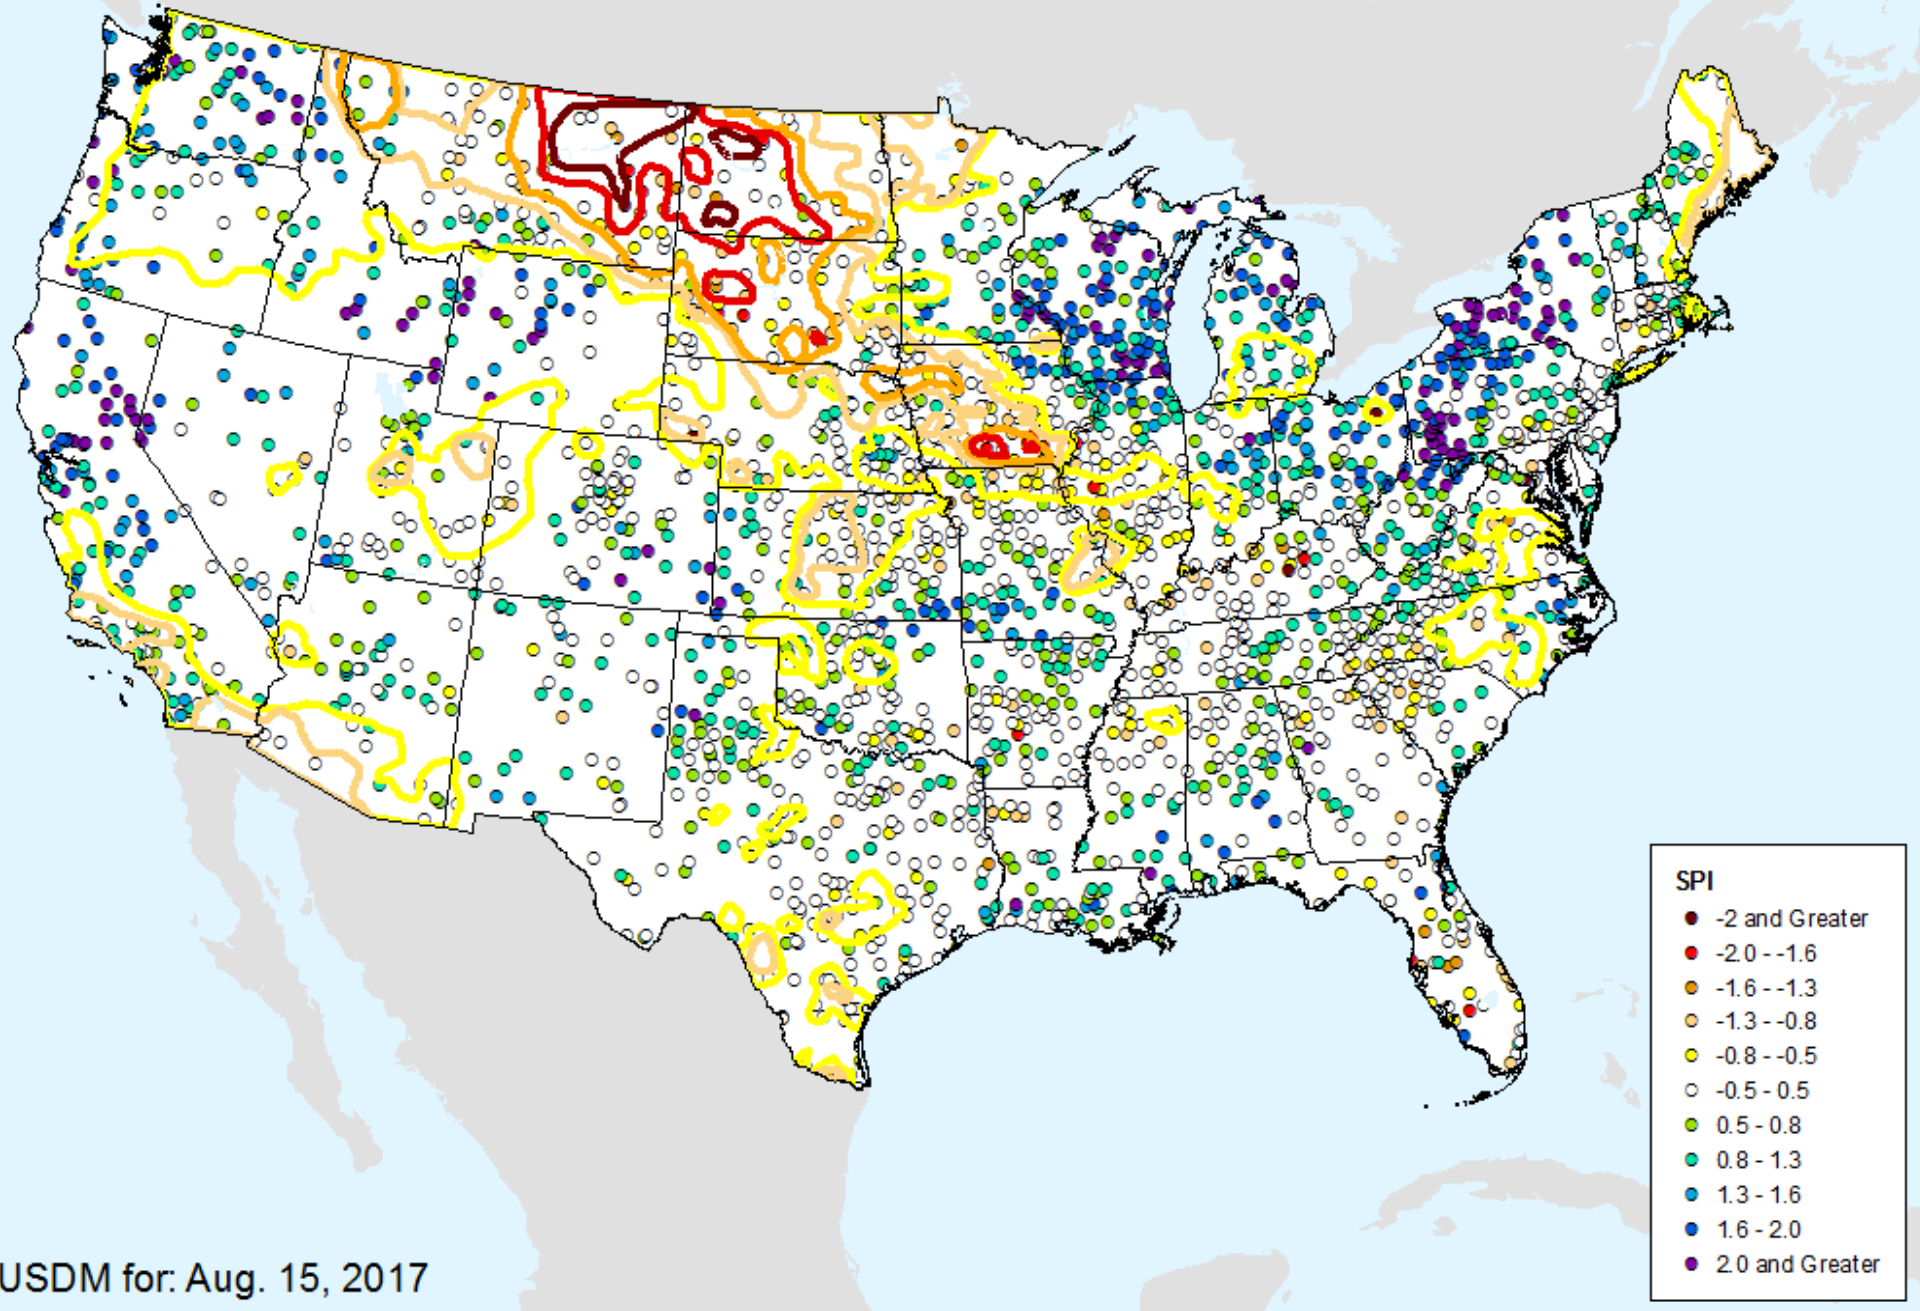 SPI
-2 and Greater
-2.0 - -1.6
-1.6 - -1.3
-1.3 - -0.8
-0.8 - -0.5
-0.5 - 0.5
0.5 - 0.8
0.8 - 1.3
1.3 - 1.6
1.6 - 2.0
2.0 and Greater
USDM for: Aug. 15, 2017